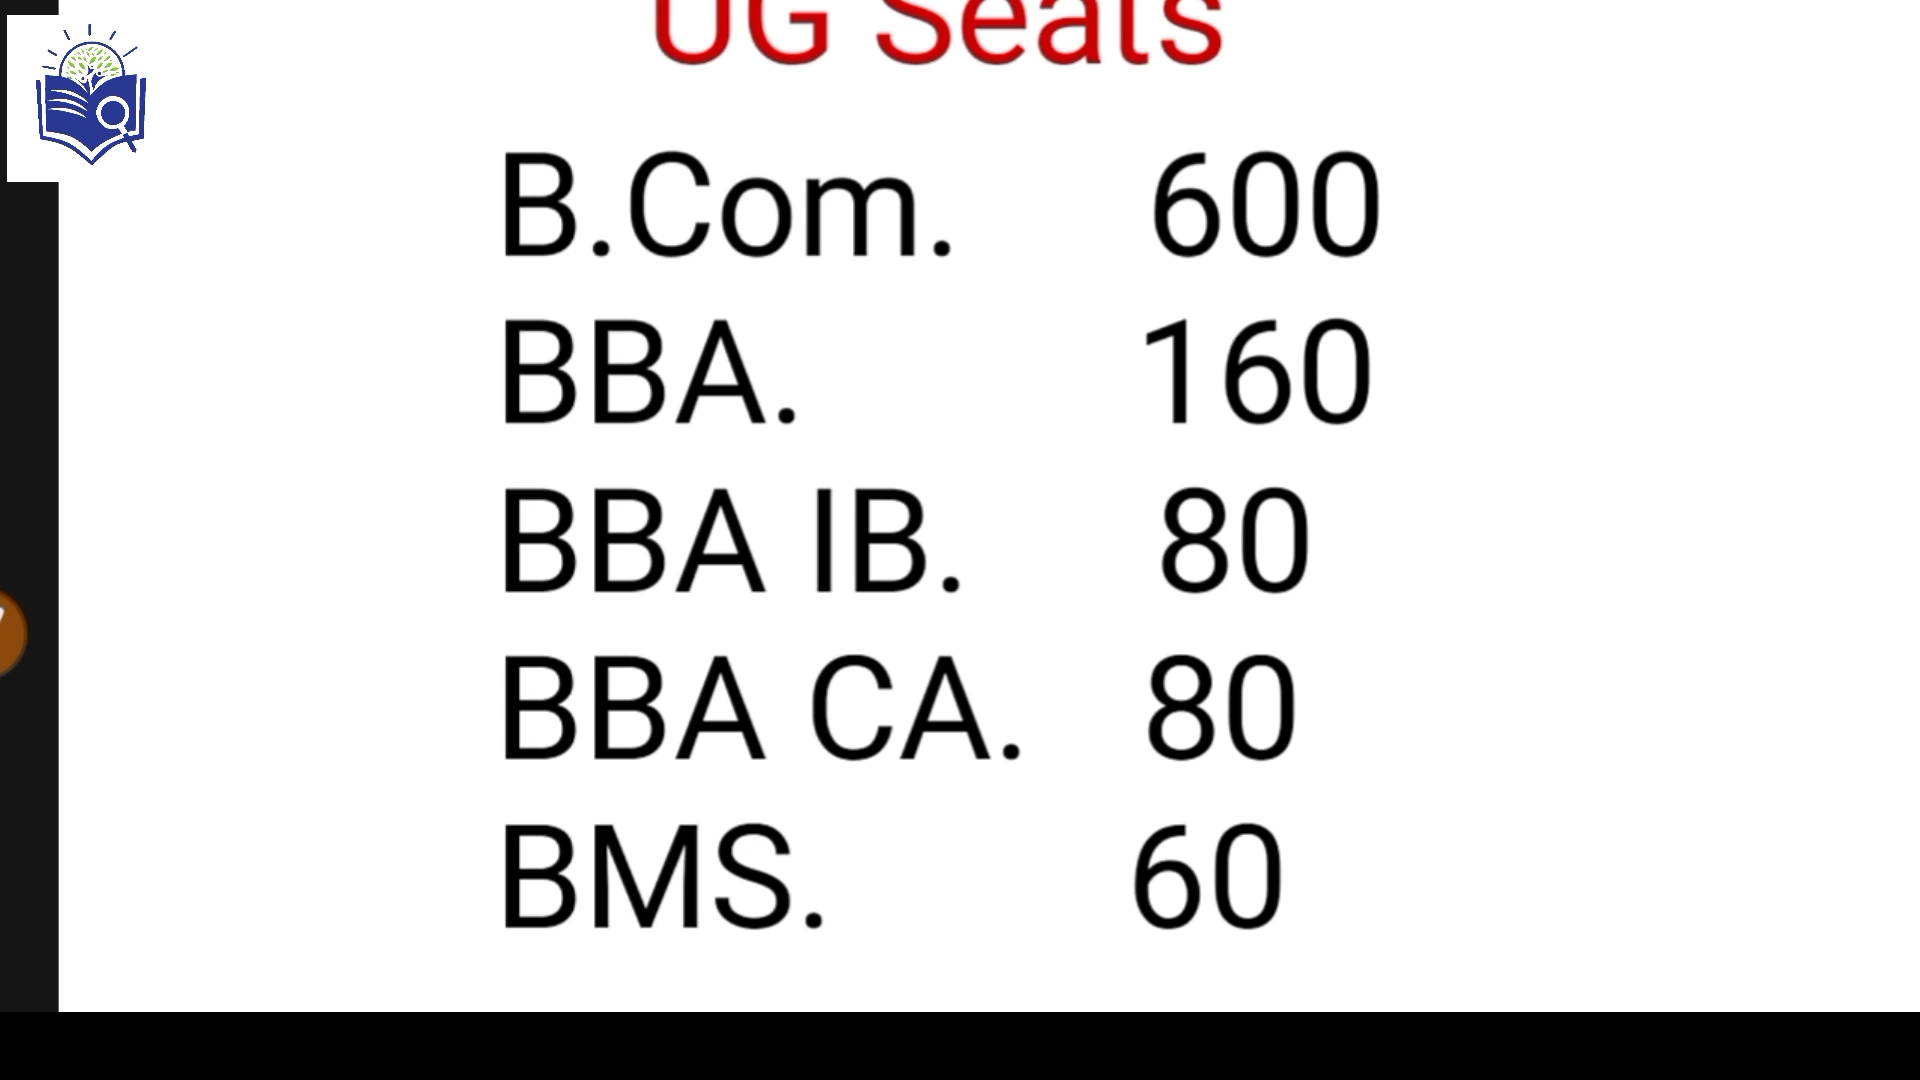 UG Seats
B.Com. 600
BBA. 160
BBA IB. 80
BBA CA. 80
BMS. 60